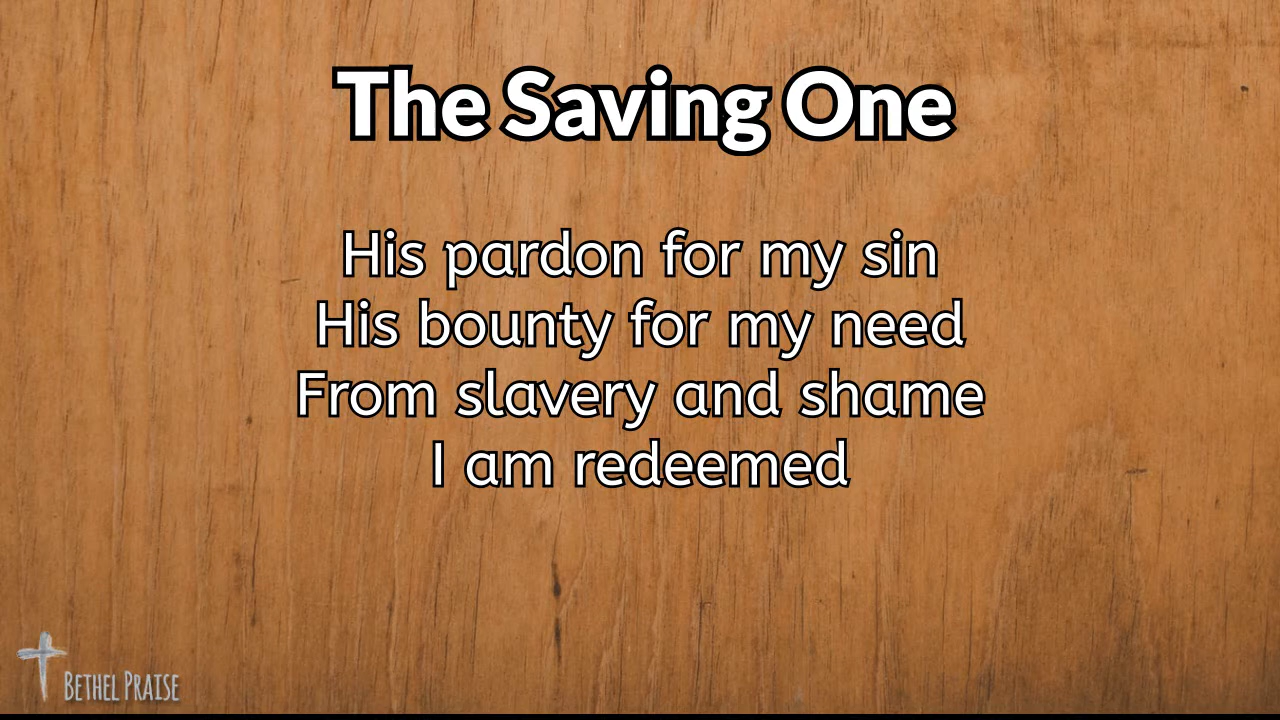 The Saving One
His pardon for my sin
His bounty for my need
From slavery and shame
I am redeemed
BETHEL PRAISE